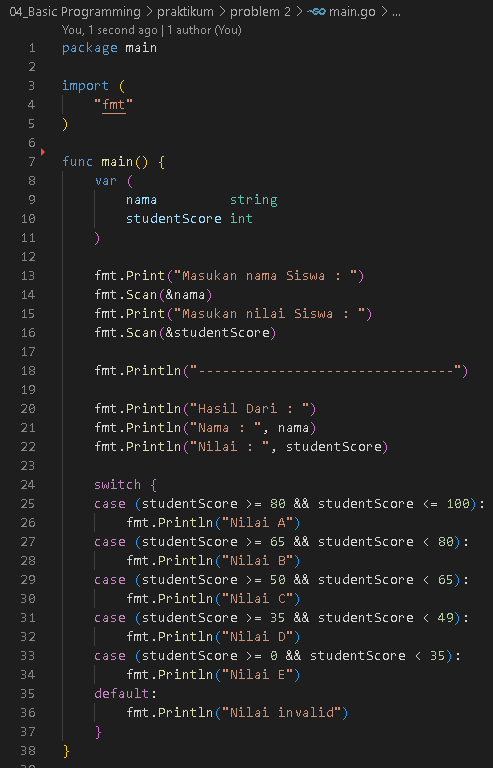 04_Basic Programming > praktikum > problem 2 > GO main.go > ...
You, 1 second ago | 1 author (You)
1 package main
2
3 import (
4     "fmt"
5 )
6
7 func main() {
8     var (
9         nama         string
10         studentScore int
11     )
12
13     fmt.Print("Masukan nama Siswa : ")
14     fmt.Scan(&nama)
15     fmt.Print("Masukan nilai Siswa : ")
16     fmt.Scan(&studentScore)
17
18     fmt.Println("--------------------------------")
19
20     fmt.Println("Hasil Dari : ")
21     fmt.Println("Nama : ", nama)
22     fmt.Println("Nilai : ", studentScore)
23
24     switch {
25     case (studentScore >= 80 && studentScore <= 100):
26         fmt.Println("Nilai A")
27     case (studentScore >= 65 && studentScore < 80):
28         fmt.Println("Nilai B")
29     case (studentScore >= 50 && studentScore < 65):
30         fmt.Println("Nilai C")
31     case (studentScore >= 35 && studentScore < 49):
32         fmt.Println("Nilai D")
33     case (studentScore >= 0 && studentScore < 35):
34         fmt.Println("Nilai E")
35     default:
36         fmt.Println("Nilai invalid")
37     }
38 }
39